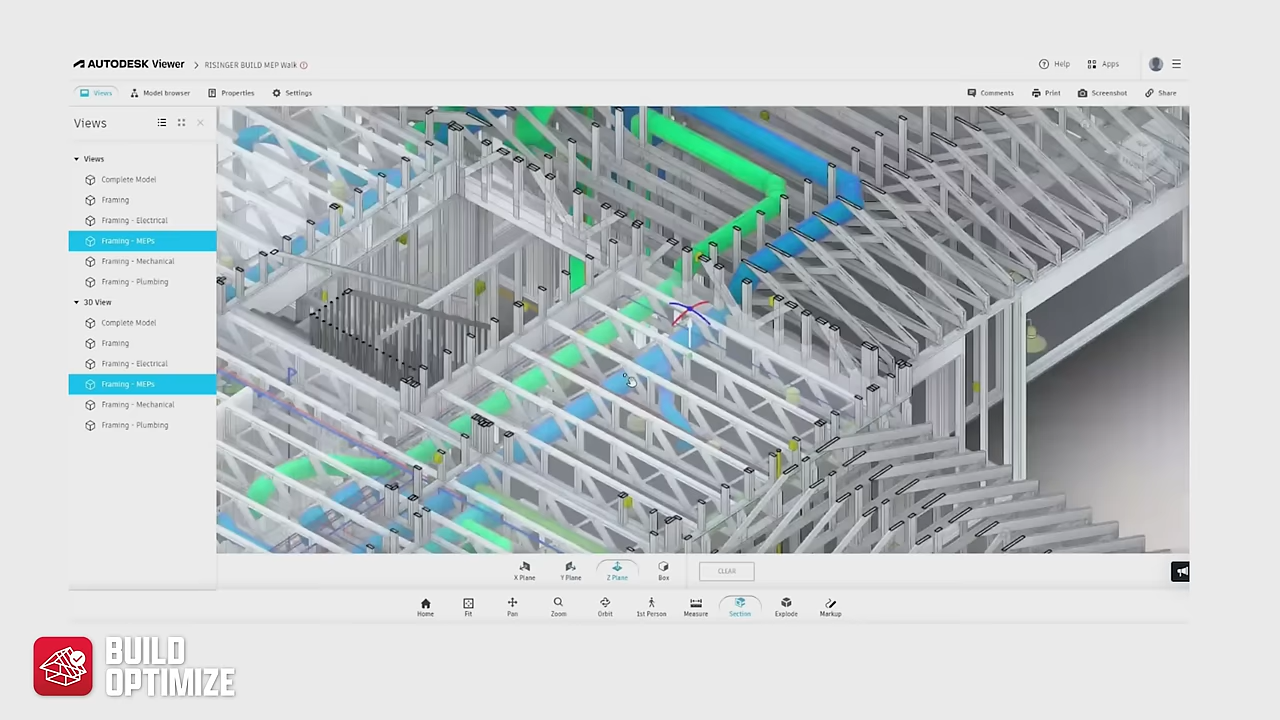 AUTODESK Viewer > RISINGER BUILD MEP Walk
Help Apps
Views Model browser Properties Settings
Comments Print Screenshot Share
Views
Views
Complete Model
Framing
Framing - Electrical
Framing - MEPs
Framing - Mechanical
Framing - Plumbing
3D View
Complete Model
Framing
Framing - Electrical
Framing - MEPs
Framing - Mechanical
Framing - Plumbing
X Plane Y Plane Z Plane Box CLEAR
Home Fit Pan Zoom Orbit 1st Person Measure Section Explode Markup
BUILD
OPTIMIZE